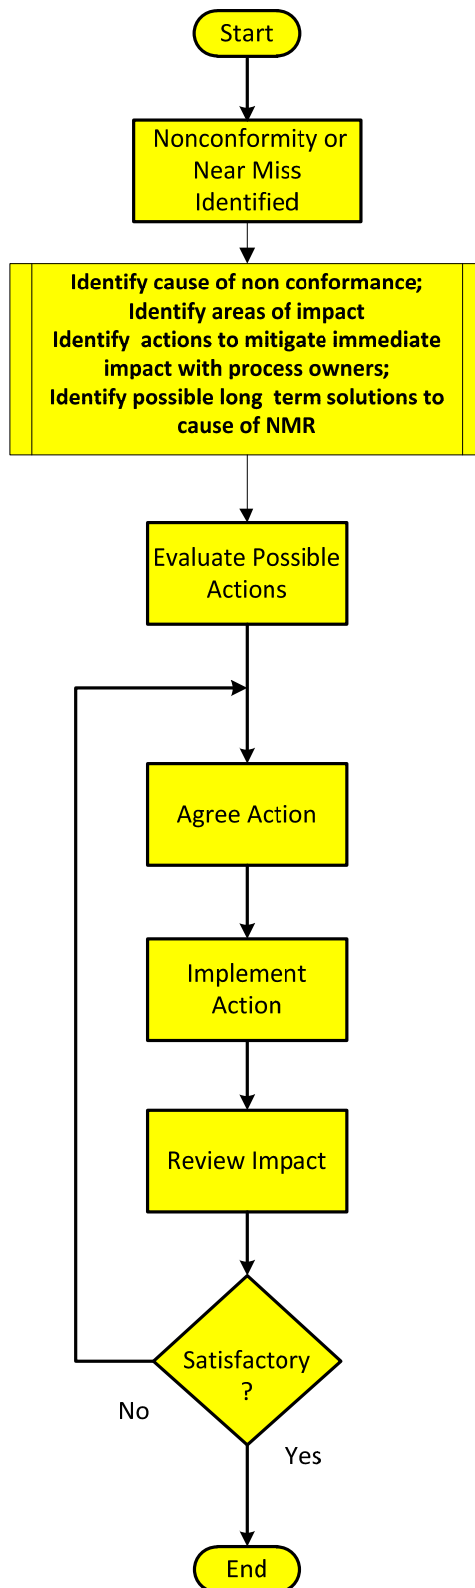 Start
Nonconformity or
Near Miss
Identified
Identify cause of non conformance;
Identify areas of impact
Identify actions to mitigate immediate
impact with process owners;
Identify possible long term solutions to
cause of NMR
Evaluate Possible
Actions
Agree Action
Implement
Action
Review Impact
Satisfactory
?
No
Yes
End